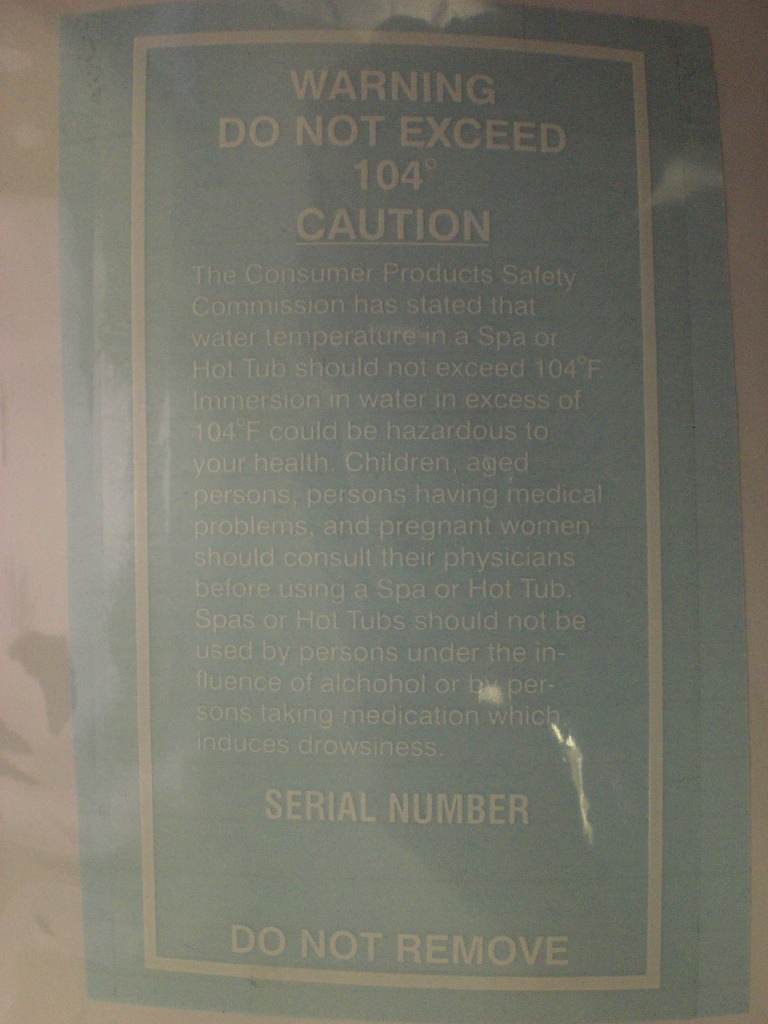 WARNING
DO NOT EXCEED
104°
CAUTION
The Consumer Products Safety
Commission has stated that
water temperature in a Spa or
Hot Tub should not exceed 104°F
Immersion in water in excess of
104°F could be hazardous to
your health. Children, aged
persons, persons having medical
problems, and pregnant women
should consult their physicians
before using a Spa or Hot Tub.
Spas or Hot Tubs should not be
used by persons under the in-
fluence of alchohol or by per-
sons taking medication which
induces drowsiness.
SERIAL NUMBER
DO NOT REMOVE